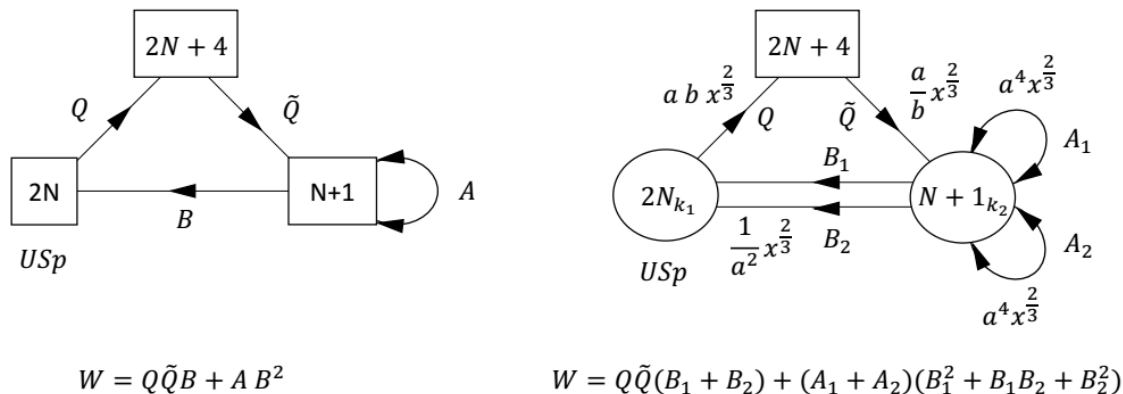 2N + 4
Q
Q̃
2N
B
N+1
A
USp
W = QQ̃B + A B²
2N + 4
a b x^{2/3}
Q
Q̃
a/b x^{2/3}
a⁴x^{2/3}
A₁
B₁
2N_{k₁}
N + 1_{k₂}
B₂
1/a² x^{2/3}
A₂
USp
a⁴x^{2/3}
W = QQ̃(B₁ + B₂) + (A₁ + A₂)(B₁² + B₁B₂ + B₂²)